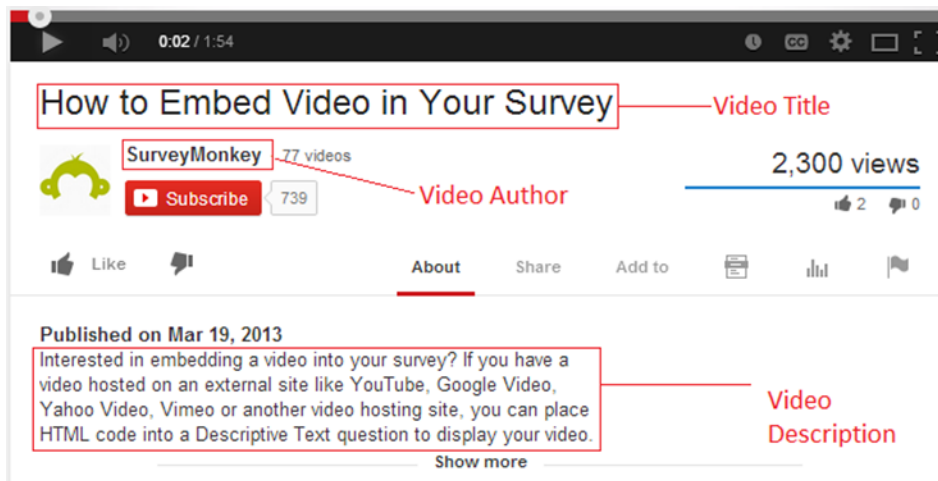 0:02 / 1:54
CC
How to Embed Video in Your Survey
Video Title
SurveyMonkey 77 videos
2,300 views
Subscribe 739
Video Author
2 0
Like
About Share Add to
Published on Mar 19, 2013
Interested in embedding a video into your survey? If you have a
video hosted on an external site like YouTube, Google Video,
Yahoo Video, Vimeo or another video hosting site, you can place
HTML code into a Descriptive Text question to display your video.
Video
Description
Show more